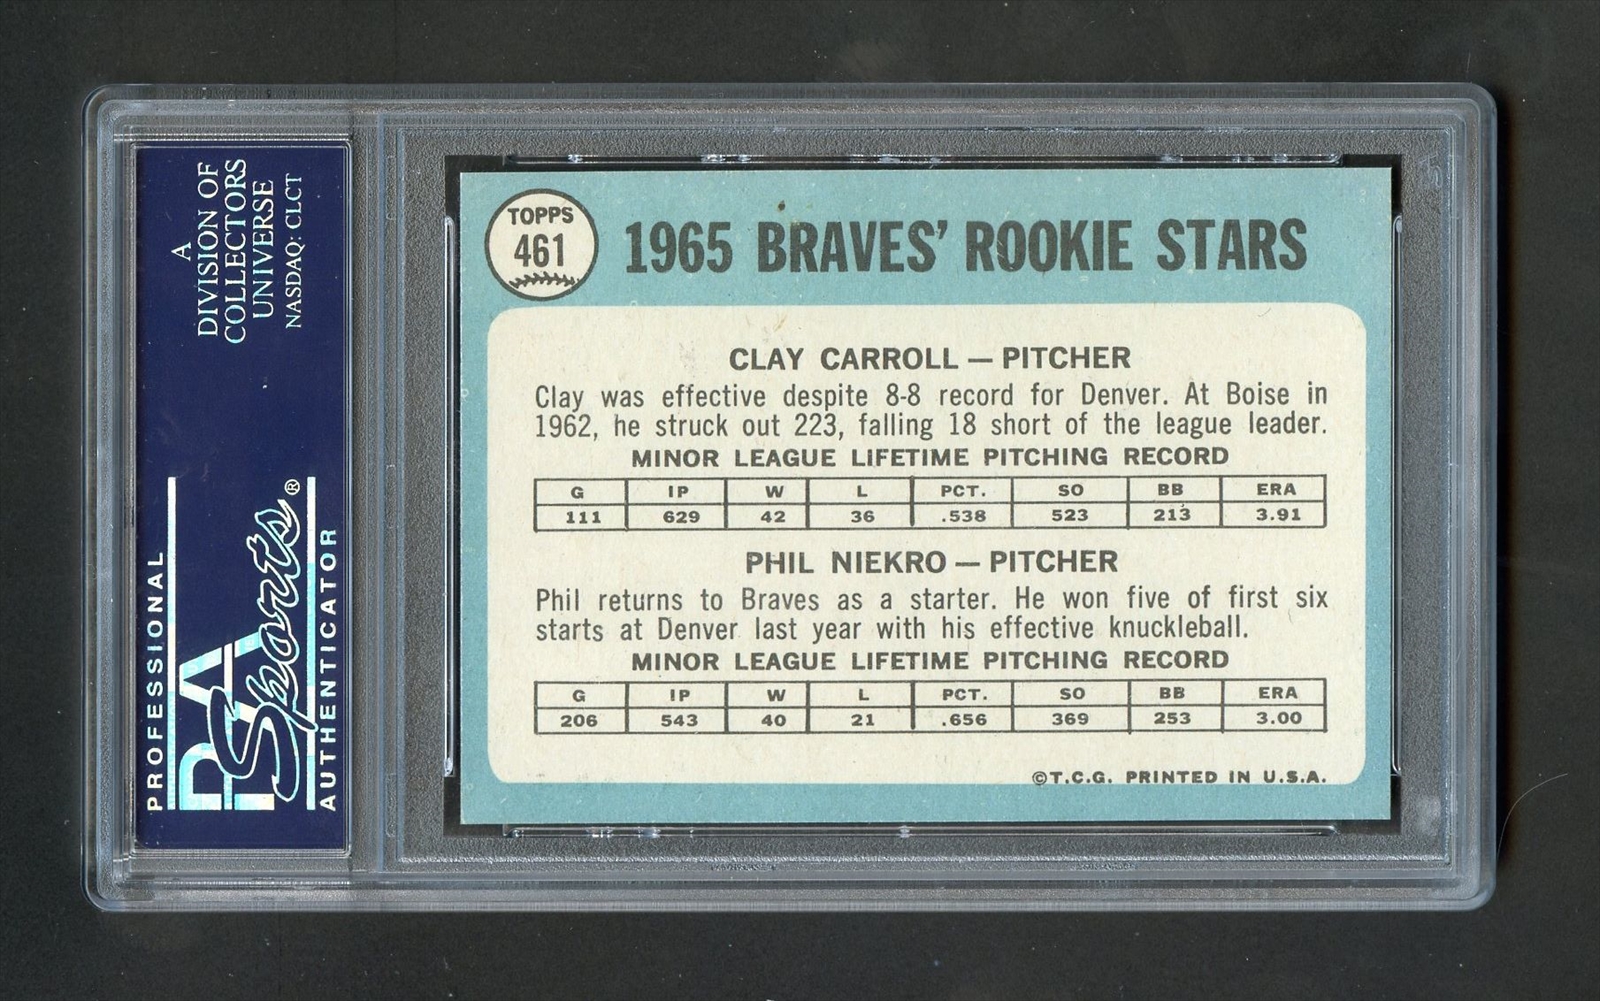 A
DIVISION OF
COLLECTORS
UNIVERSE
NASDAQ: CLCT
PROFESSIONAL
PSA
Sports®
AUTHENTICATOR
TOPPS
461
1965 BRAVES' ROOKIE STARS
CLAY CARROLL — PITCHER
Clay was effective despite 8-8 record for Denver. At Boise in
1962, he struck out 223, falling 18 short of the league leader.
MINOR LEAGUE LIFETIME PITCHING RECORD
G IP W L PCT. SO BB ERA
111 629 42 36 .538 523 213 3.91
PHIL NIEKRO — PITCHER
Phil returns to Braves as a starter. He won five of first six
starts at Denver last year with his effective knuckleball.
MINOR LEAGUE LIFETIME PITCHING RECORD
G IP W L PCT. SO BB ERA
206 543 40 21 .656 369 253 3.00
©T.C.G. PRINTED IN U.S.A.